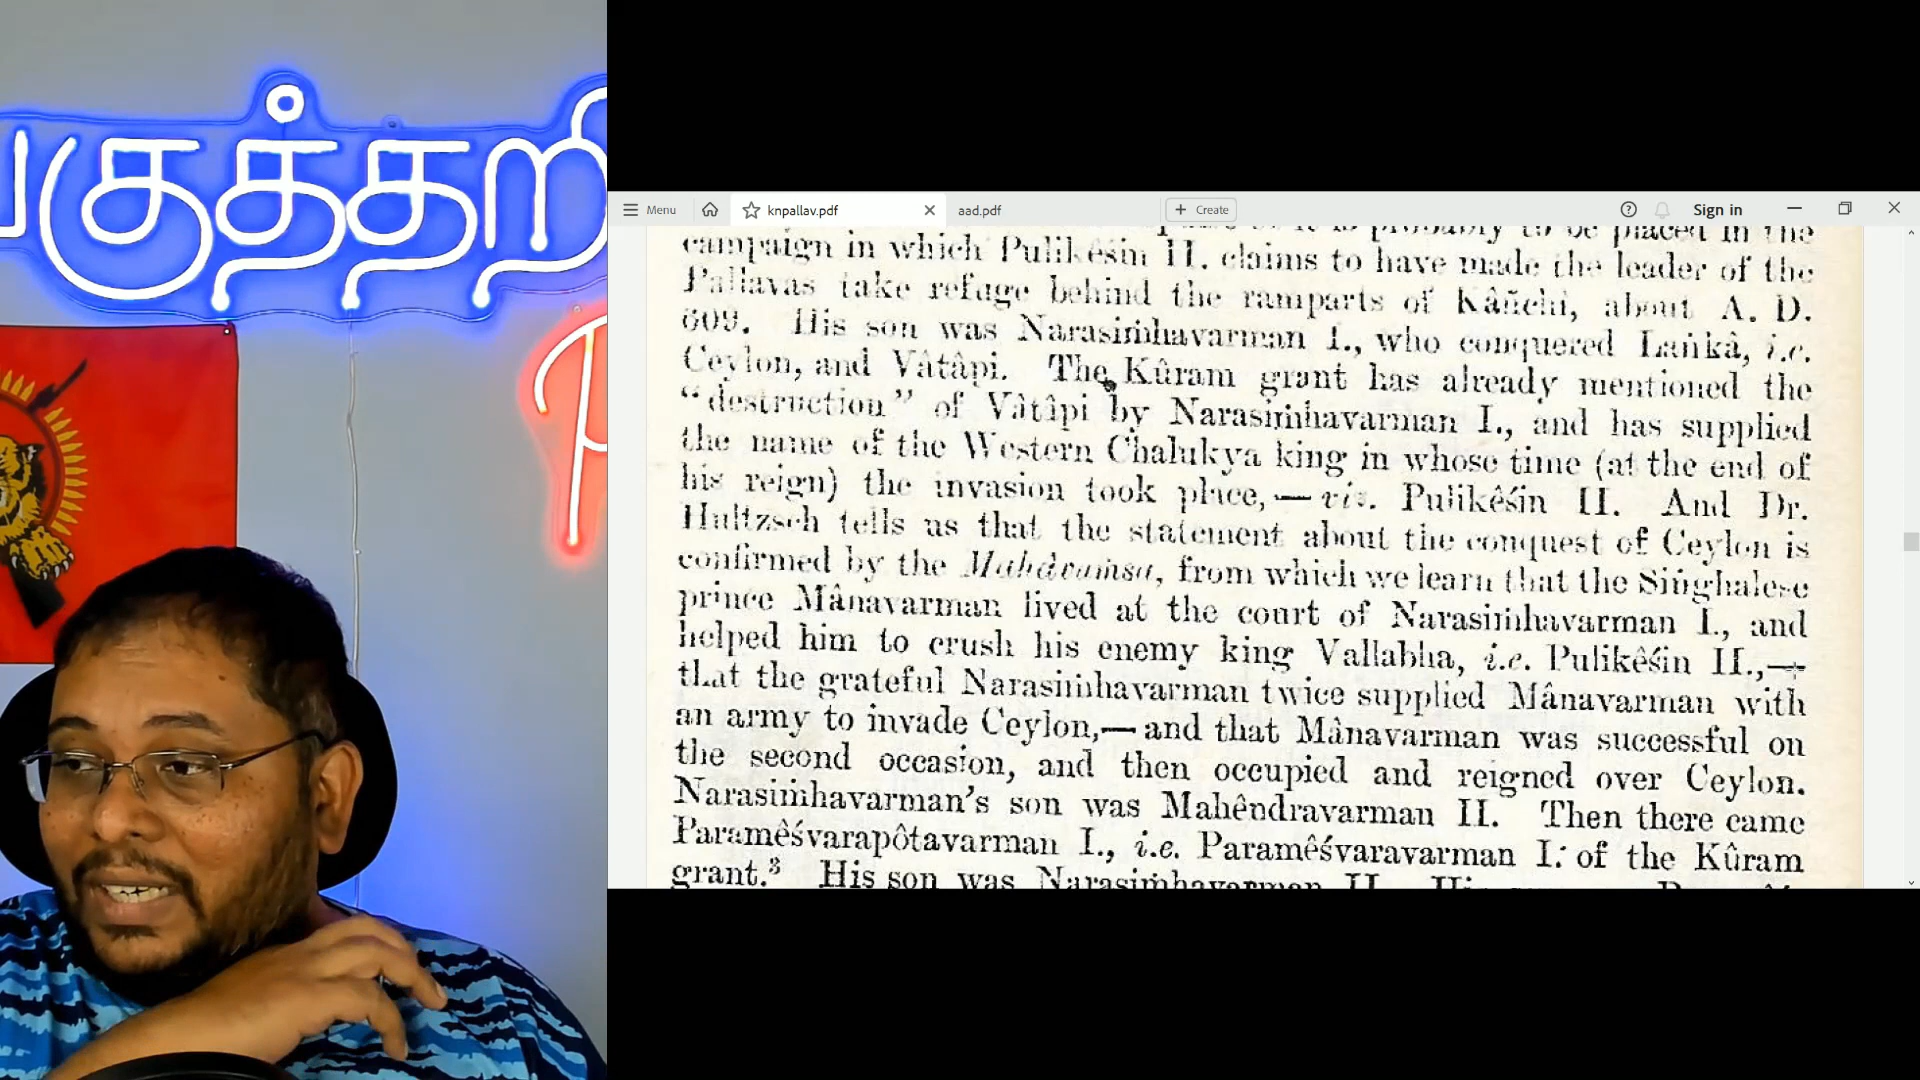 பகுத்தறி
Menu
knpallav.pdf
aad.pdf
Create
Sign in
campaign in which Pulikêśin II. claims to have made the leader of the
Pallavas take refuge behind the ramparts of Kâñchî, about A. D.
609. His son was Narasiṁhavarman I., who conquered Laṅkâ, i.e.
Ceylon, and Vâtâpi. The Kûram grant has already mentioned the
“destruction” of Vâtâpi by Narasiṁhavarman I., and has supplied
the name of the Western Chalukya king in whose time (at the end of
his reign) the invasion took place,— viz. Pulikêśin II. And Dr.
Hultzsch tells us that the statement about the conquest of Ceylon is
confirmed by the Mahâvaṁsa, from which we learn that the Siṅghalese
prince Mânavarman lived at the court of Narasiṁhavarman I., and
helped him to crush his enemy king Vallabha, i.e. Pulikêśin II.,—
that the grateful Narasiṁhavarman twice supplied Mânavarman with
an army to invade Ceylon,— and that Mânavarman was successful on
the second occasion, and then occupied and reigned over Ceylon.
Narasiṁhavarman’s son was Mahêndravarman II. Then there came
Paramêśvarapôtavarman I., i.e. Paramêśvaravarman I. of the Kûram
grant.³ His son was Narasiṁhavarman II.